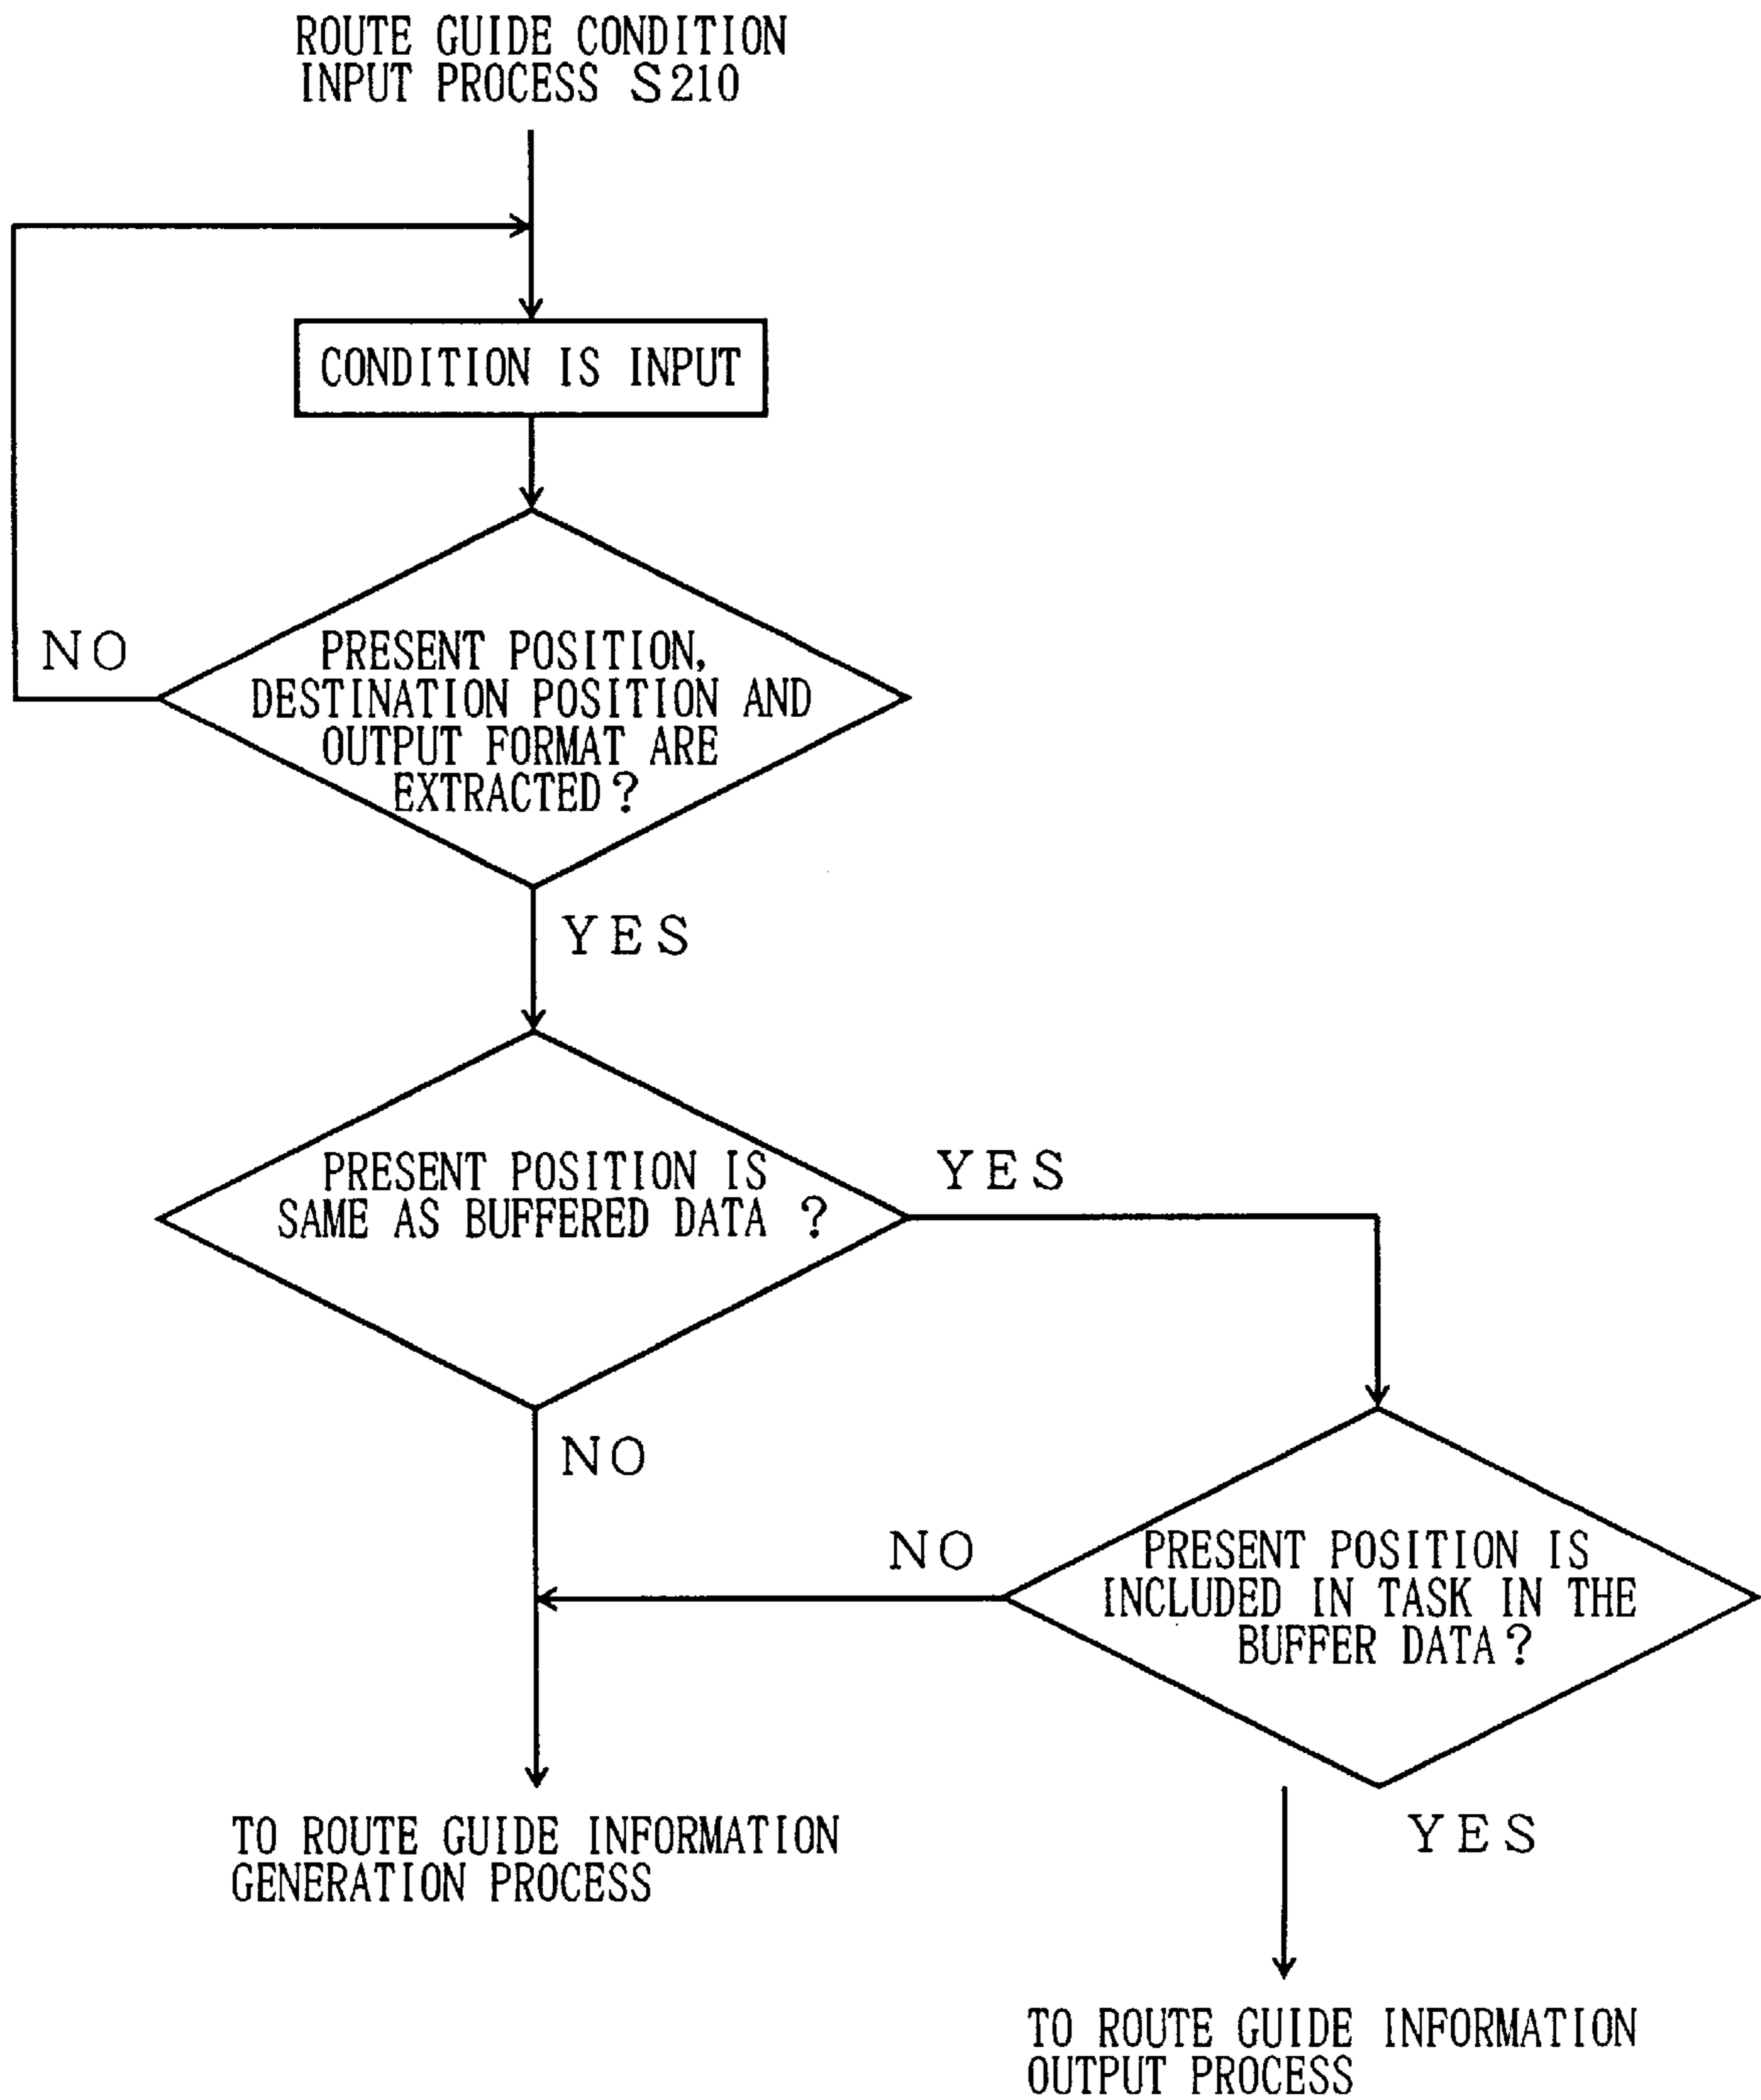 ROUTE GUIDE CONDITION
INPUT PROCESS S210
CONDITION IS INPUT
NO
PRESENT POSITION,
DESTINATION POSITION AND
OUTPUT FORMAT ARE
EXTRACTED?
YES
PRESENT POSITION IS
SAME AS BUFFERED DATA ?
YES
NO
NO
PRESENT POSITION IS
INCLUDED IN TASK IN THE
BUFFER DATA?
YES
TO ROUTE GUIDE INFORMATION
GENERATION PROCESS
TO ROUTE GUIDE INFORMATION
OUTPUT PROCESS